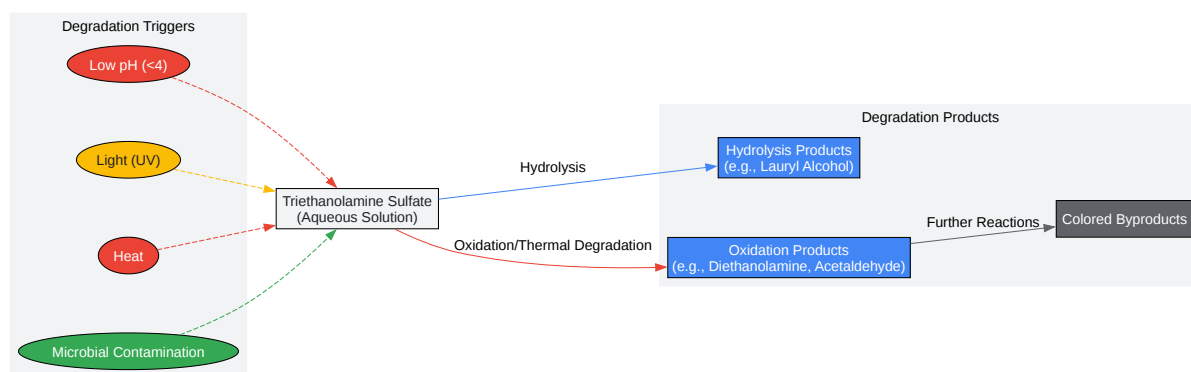 Degradation Triggers
Low pH (<4)
Light (UV)
Heat
Microbial Contamination
Triethanolamine Sulfate
(Aqueous Solution)
Hydrolysis
Oxidation/Thermal Degradation
Degradation Products
Hydrolysis Products
(e.g., Lauryl Alcohol)
Oxidation Products
(e.g., Diethanolamine, Acetaldehyde)
Further Reactions
Colored Byproducts